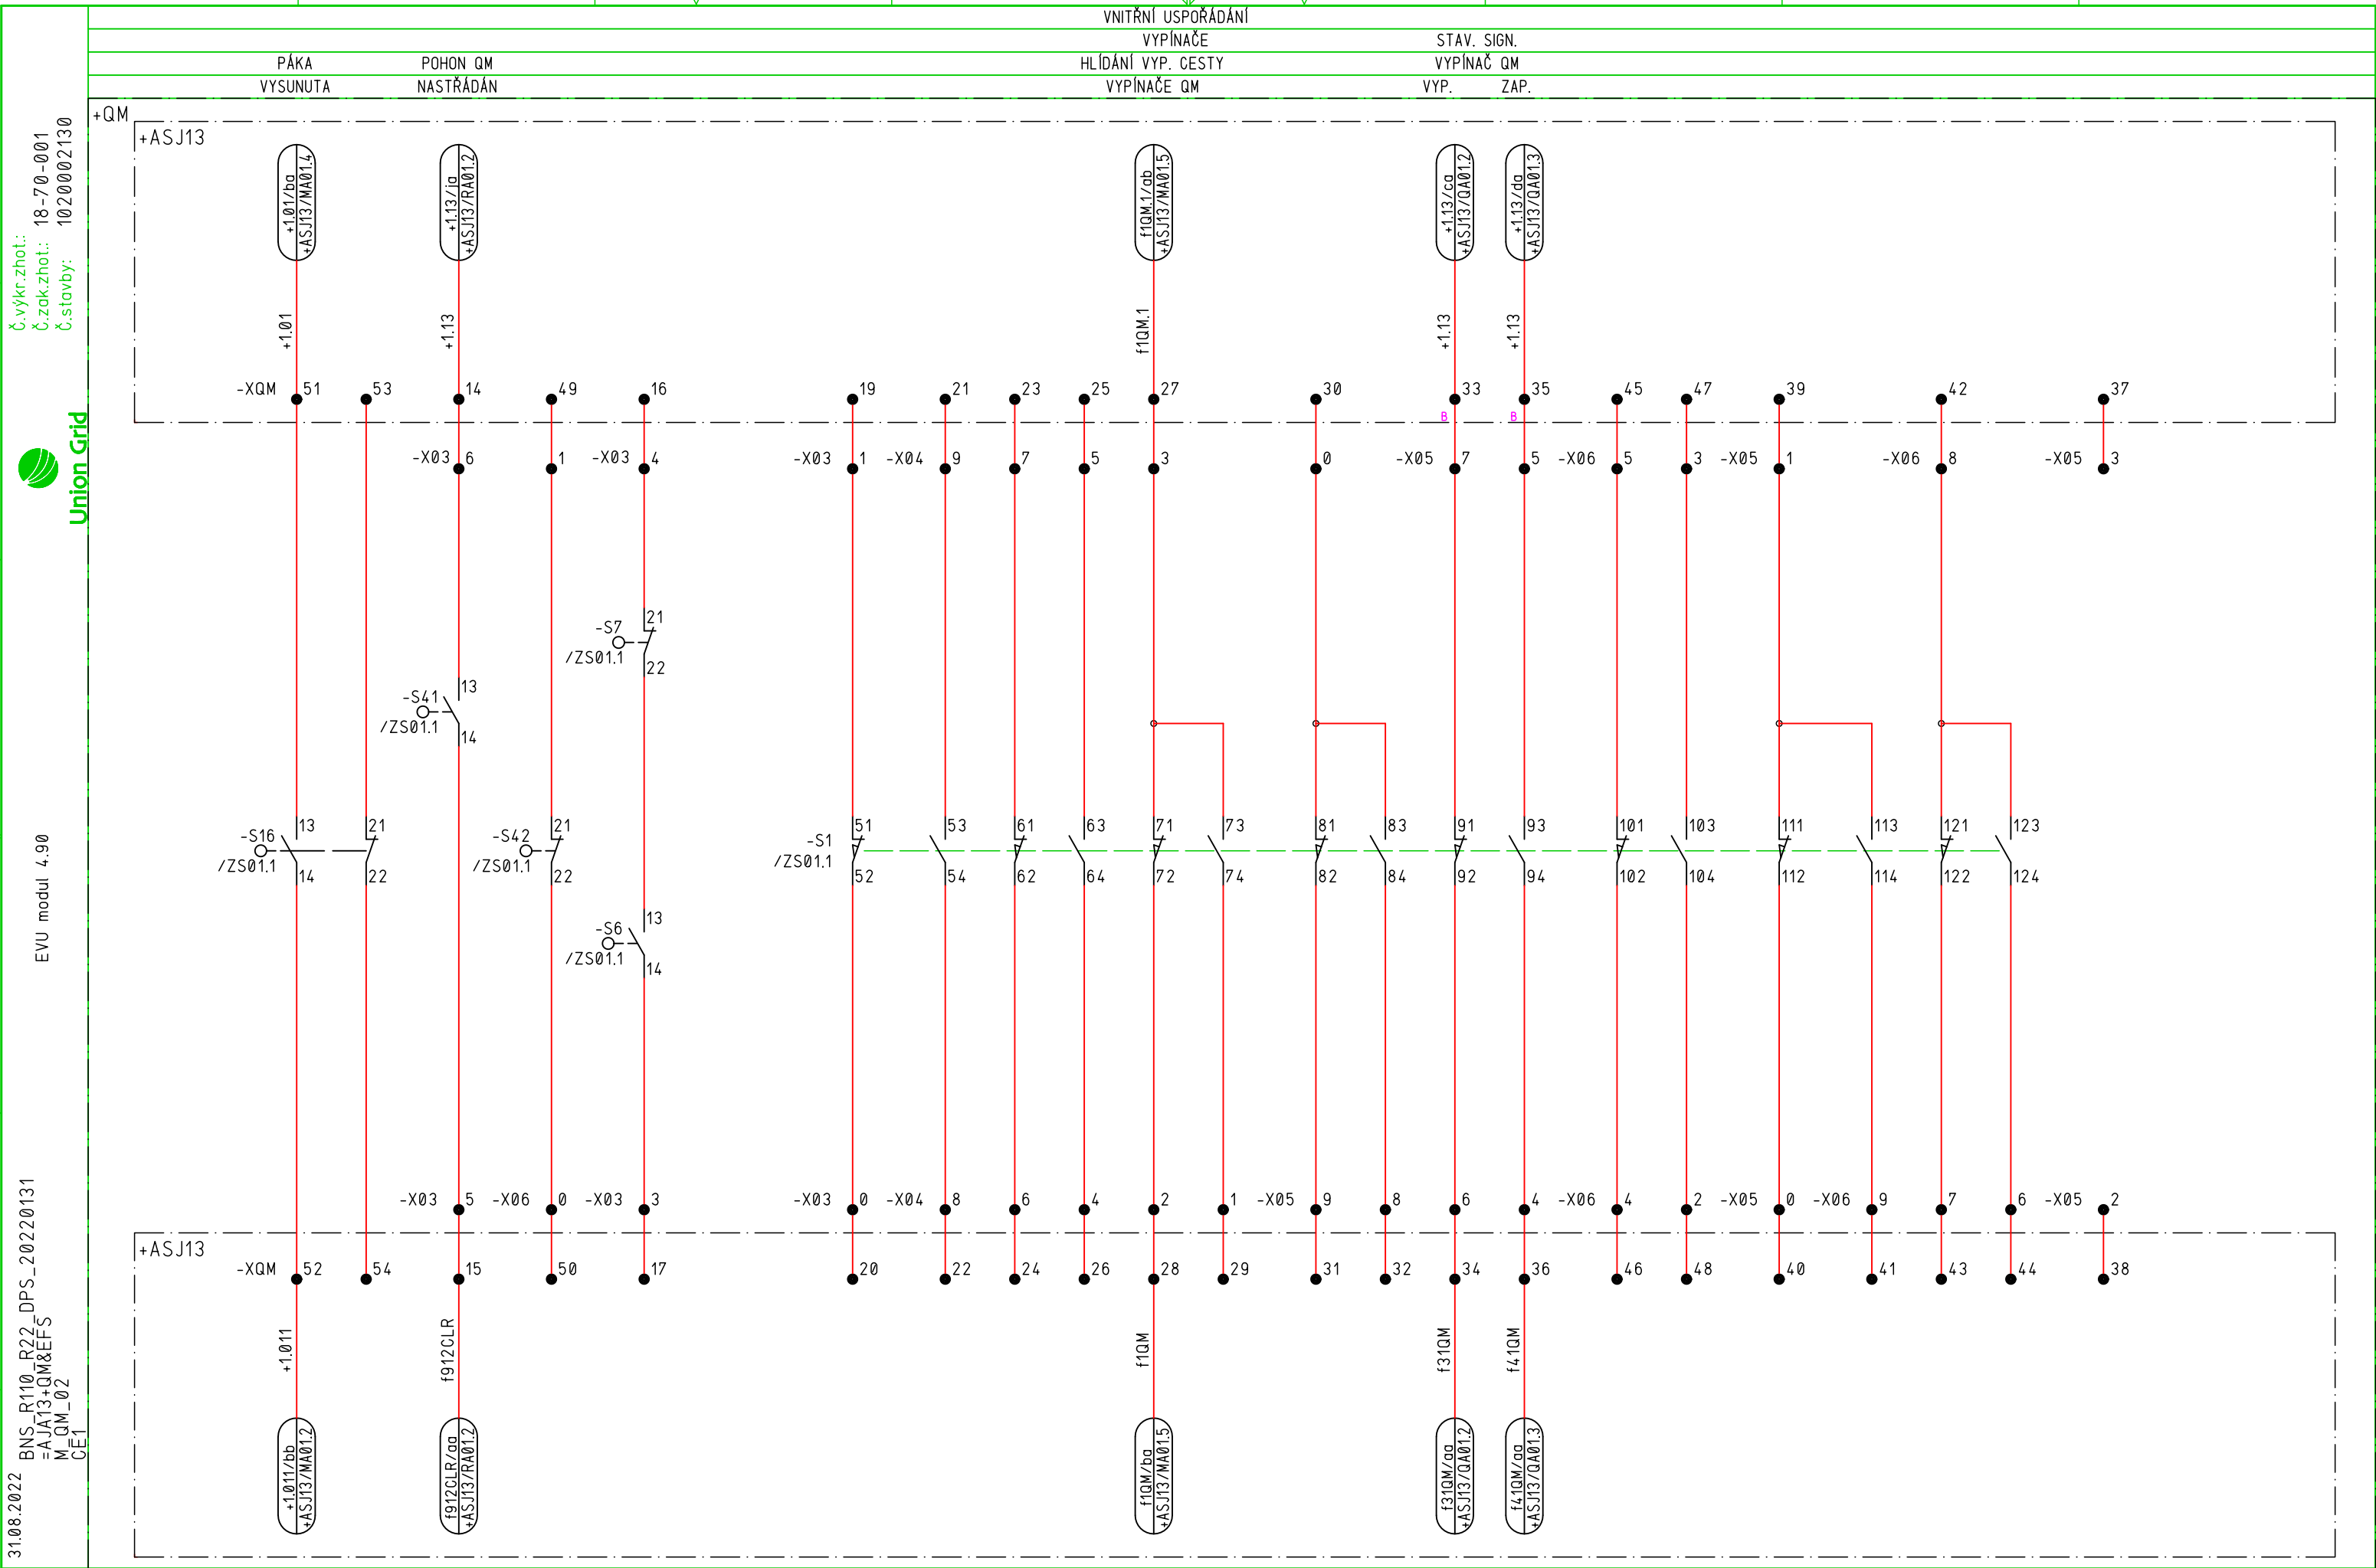 VNITŘNÍ USPOŘÁDÁNÍ
VYPÍNAČE STAV. SIGN.
PÁKA POHON QM HLÍDÁNÍ VYP. CESTY VYPÍNAČ QM
VYSUNUTA NASTŘÁDÁN VYPÍNAČE QM VYP. ZAP.
Č.výkr.zhot.:
Č.zak.zhot.: 18-70-001
Č.stavby: 1020002130
Union Grid
EVU modul 4.90
BNS_R110_R22_DPS_202220131
=AJA13+QM&EFS
M_QM_02
CE1
31.08.2022
+QM
+ASJ13
+1.01/ba
+ASJ13/MA01.4
+1.13/ja
+ASJ13/RA01.2
f1QM.1/ab
+ASJ13/MA01.5
+1.13/ca
+ASJ13/QA01.2
+1.13/da
+ASJ13/QA01.3
+1.01 +1.13 f1QM.1 +1.13 +1.13
-XQM 51 53 14 49 16 19 21 23 25 27 30 33 35 45 47 39 42 37
B B
-X03 6 1 -X03 4 -X03 1 -X04 9 7 5 3 0 -X05 7 5 -X06 5 3 -X05 1 -X06 8 -X05 3
-S7 21
/ZS01.1 22
-S41 13
/ZS01.1 14
-S16 13 21 -S42 21 -S1 51 53 61 63 71 73 81 83 91 93 101 103 111 113 121 123
/ZS01.1 14 22 /ZS01.1 22 /ZS01.1 52 54 62 64 72 74 82 84 92 94 102 104 112 114 122 124
-S6 13
/ZS01.1 14
-X03 5 -X06 0 -X03 3 -X03 0 -X04 8 6 4 2 1 -X05 9 8 6 4 -X06 4 2 -X05 0 -X06 9 7 6 -X05 2
+ASJ13
-XQM 52 54 15 50 17 20 22 24 26 28 29 31 32 34 36 46 48 40 41 43 44 38
+1.011 f912CLR f1QM f31QM f41QM
+1.011/bb
+ASJ13/MA01.2
f912CLR/aa
+ASJ13/RA01.2
f1QM/ba
+ASJ13/MA01.5
f31QM/aa
+ASJ13/QA01.2
f41QM/aa
+ASJ13/QA01.3